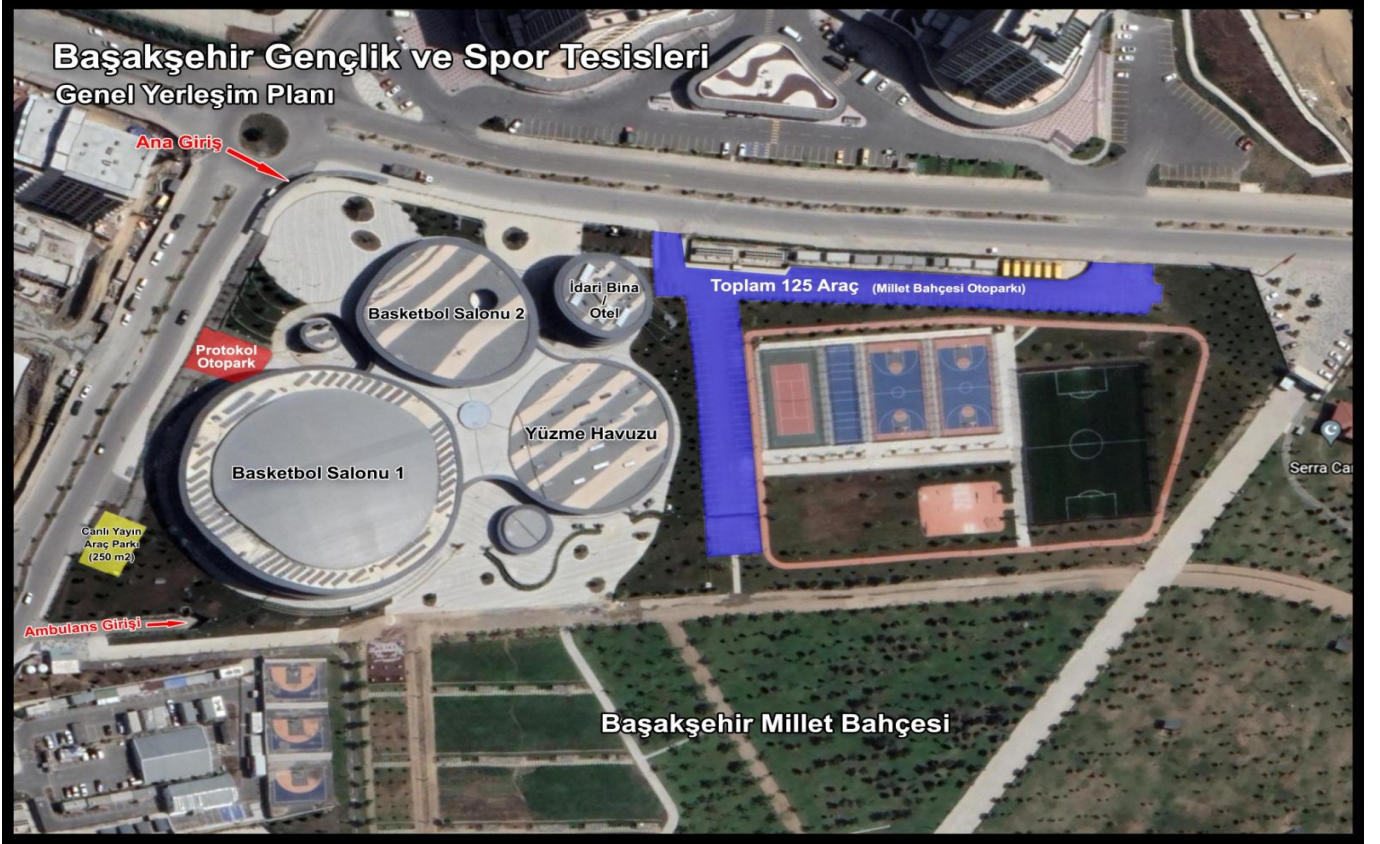 Başakşehir Gençlik ve Spor Tesisleri
Genel Yerleşim Planı
Ana Giriş
İdari Bina
/
Otel
Basketbol Salonu 2
Toplam 125 Araç (Millet Bahçesi Otoparkı)
Protokol
Otopark
Yüzme Havuzu
Basketbol Salonu 1
Serra Ca
Canlı Yayın
Araç Parkı
(250 m2)
Ambulans Girişi
Başakşehir Millet Bahçesi